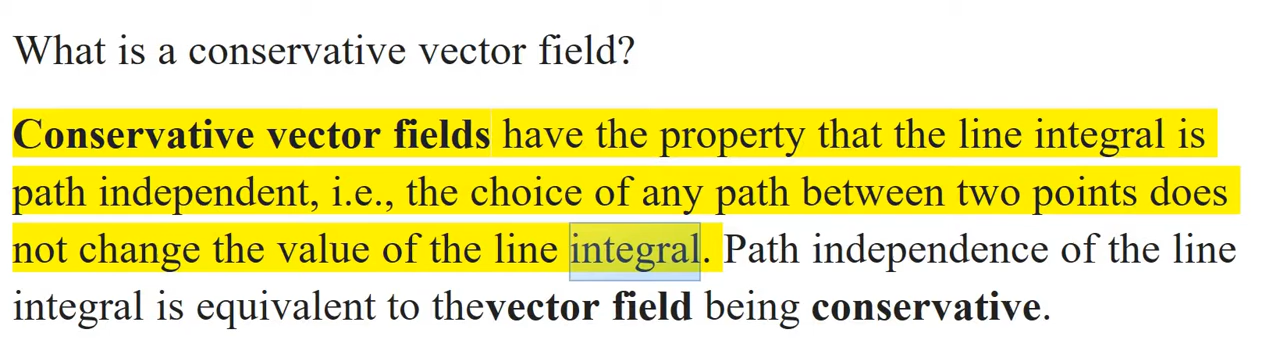 What is a conservative vector field?
Conservative vector fields have the property that the line integral is
path independent, i.e., the choice of any path between two points does
not change the value of the line integral. Path independence of the line
integral is equivalent to thevector field being conservative.